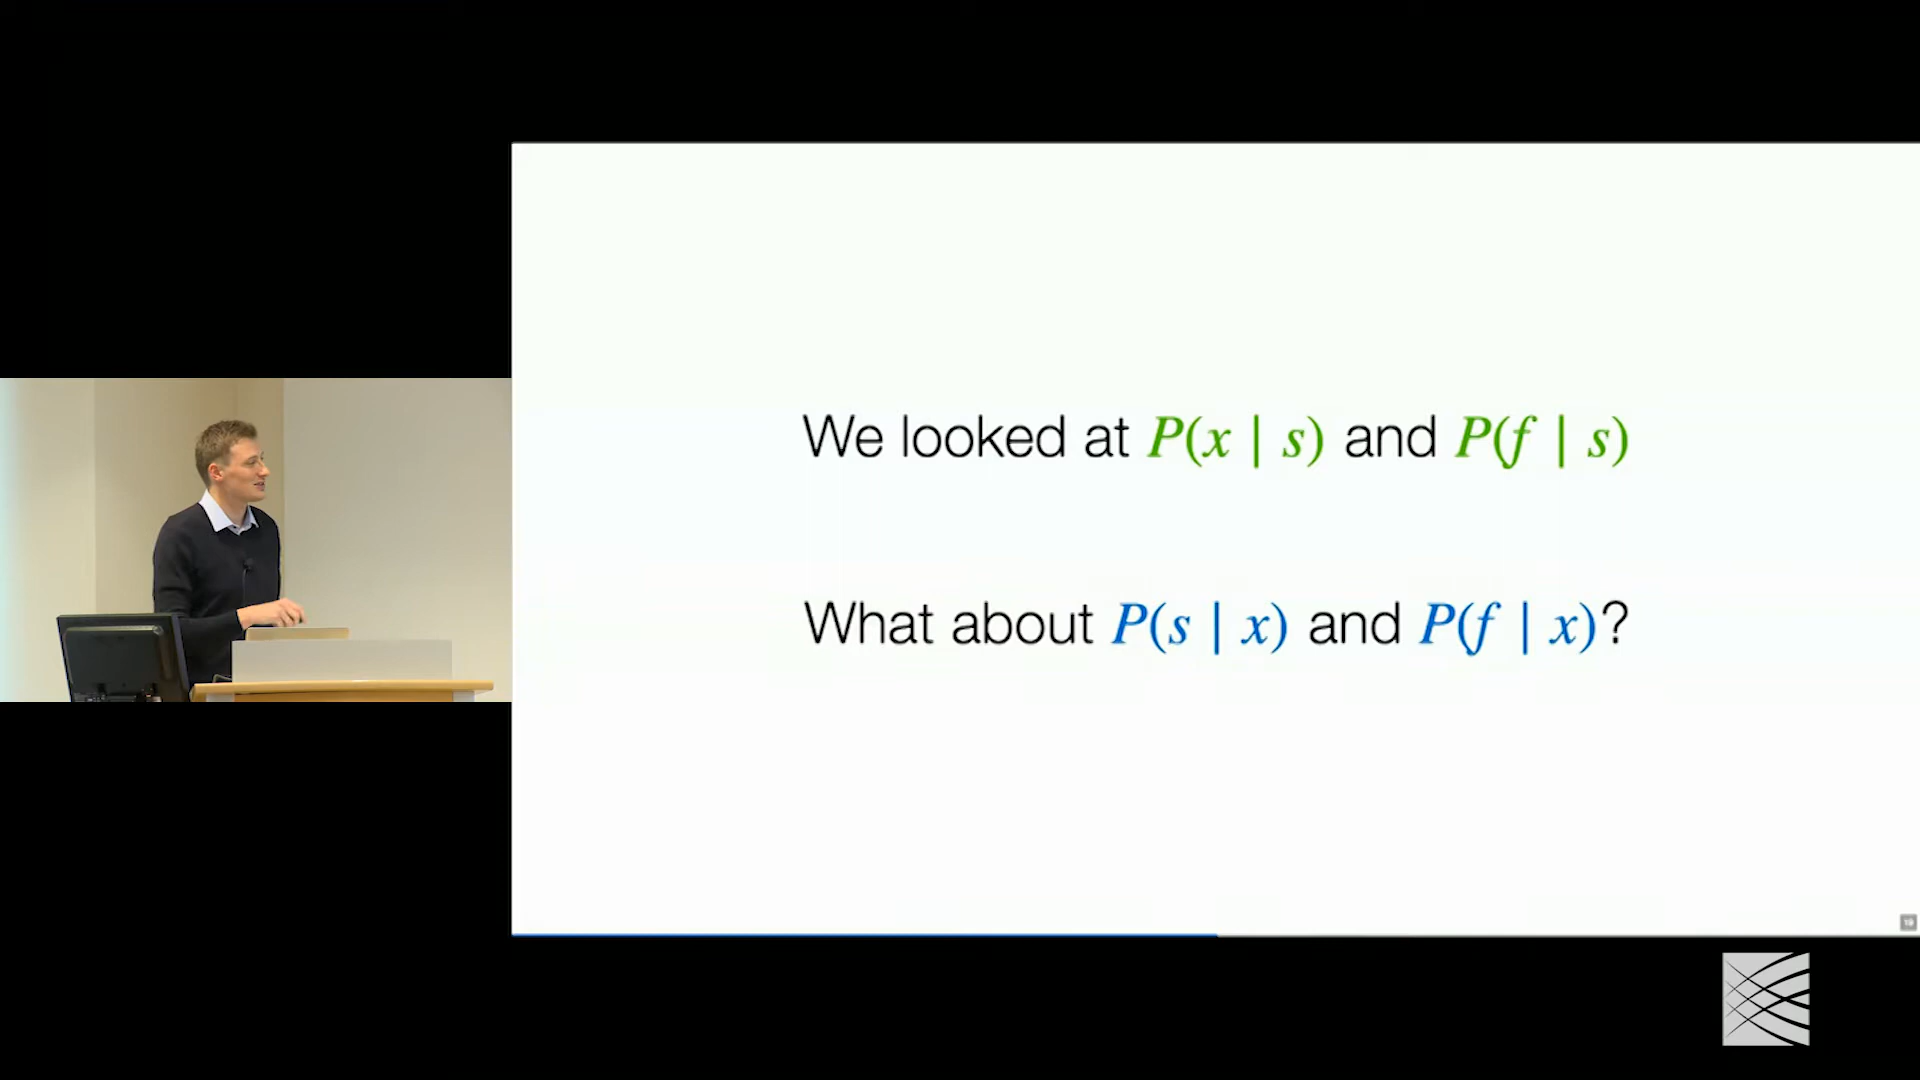 We looked at P(x | s) and P(f | s)
What about P(s | x) and P(f | x)?